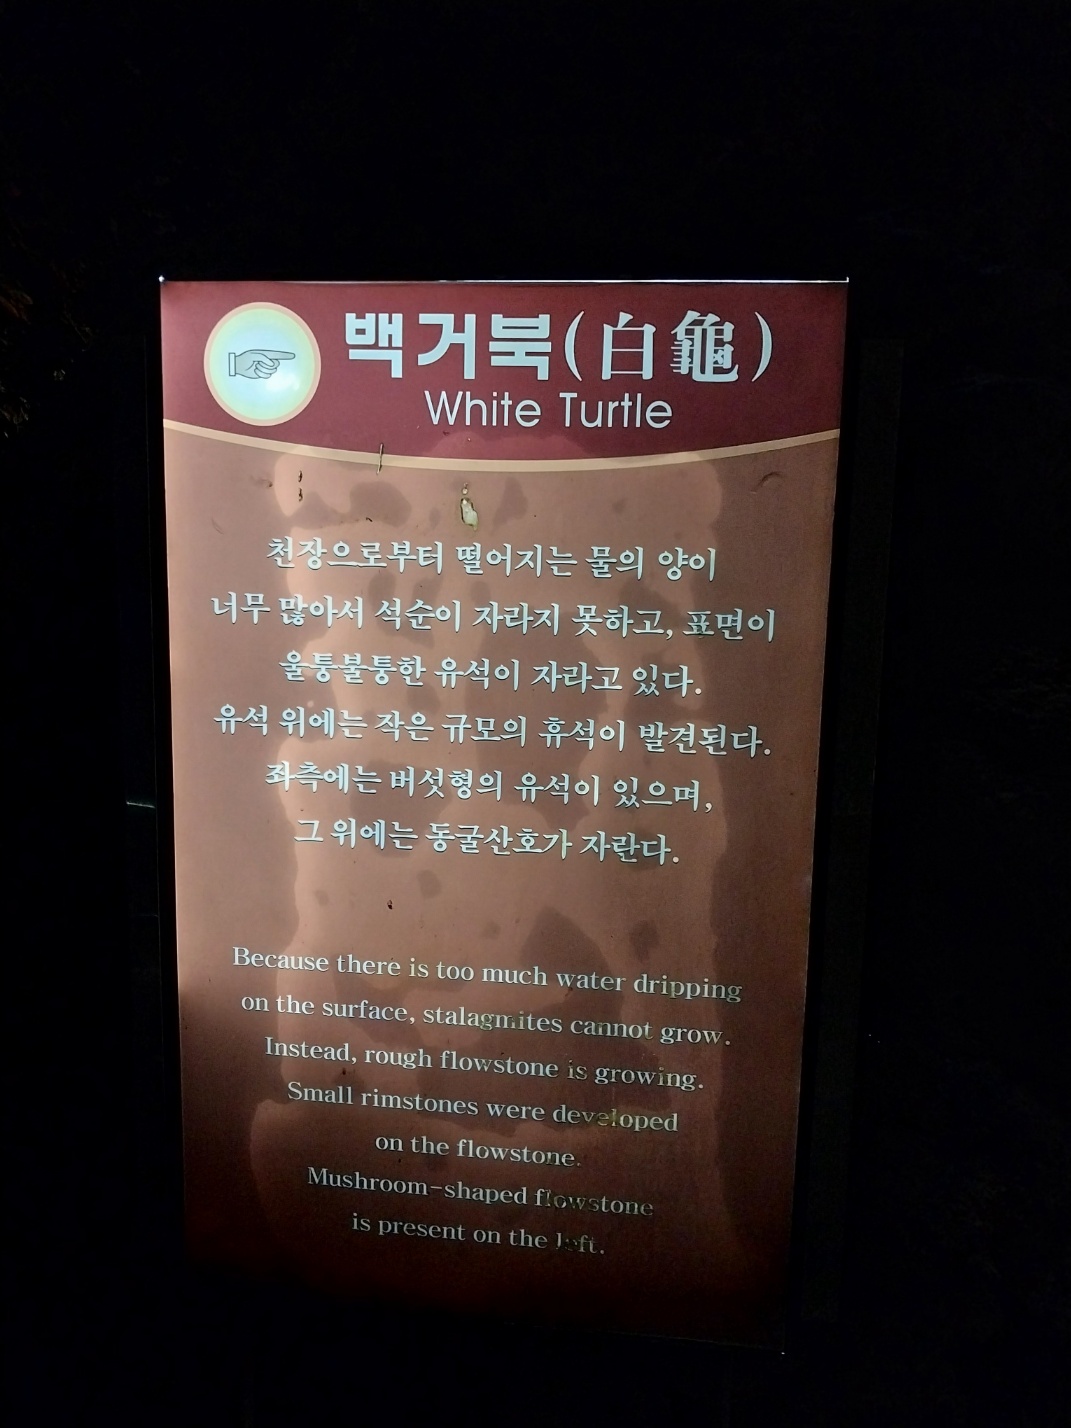 백거북(白龜)
White Turtle
천장으로부터 떨어지는 물의 양이
너무 많아서 석순이 자라지 못하고, 표면이
울퉁불퉁한 유석이 자라고 있다.
유석 위에는 작은 규모의 휴석이 발견된다.
좌측에는 버섯형의 유석이 있으며,
그 위에는 동굴산호가 자란다.
Because there is too much water dripping
on the surface, stalagmites cannot grow.
Instead, rough flowstone is growing.
Small rimstones were developed
on the flowstone.
Mushroom-shaped flowstone
is present on the left.